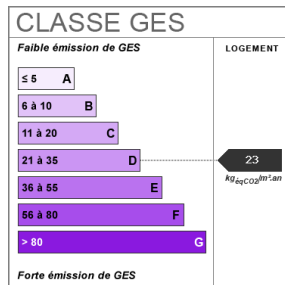 CLASSE GES
Faible émission de GES
LOGEMENT
≤ 5 A
6 à 10 B
11 à 20 C
21 à 35 D
23
kgéqCO2/m².an
36 à 55 E
56 à 80 F
> 80 G
Forte émission de GES